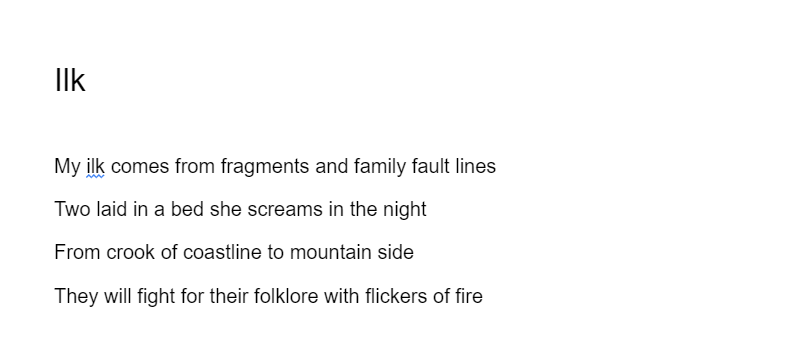 Ilk
My ilk comes from fragments and family fault lines
Two laid in a bed she screams in the night
From crook of coastline to mountain side
They will fight for their folklore with flickers of fire